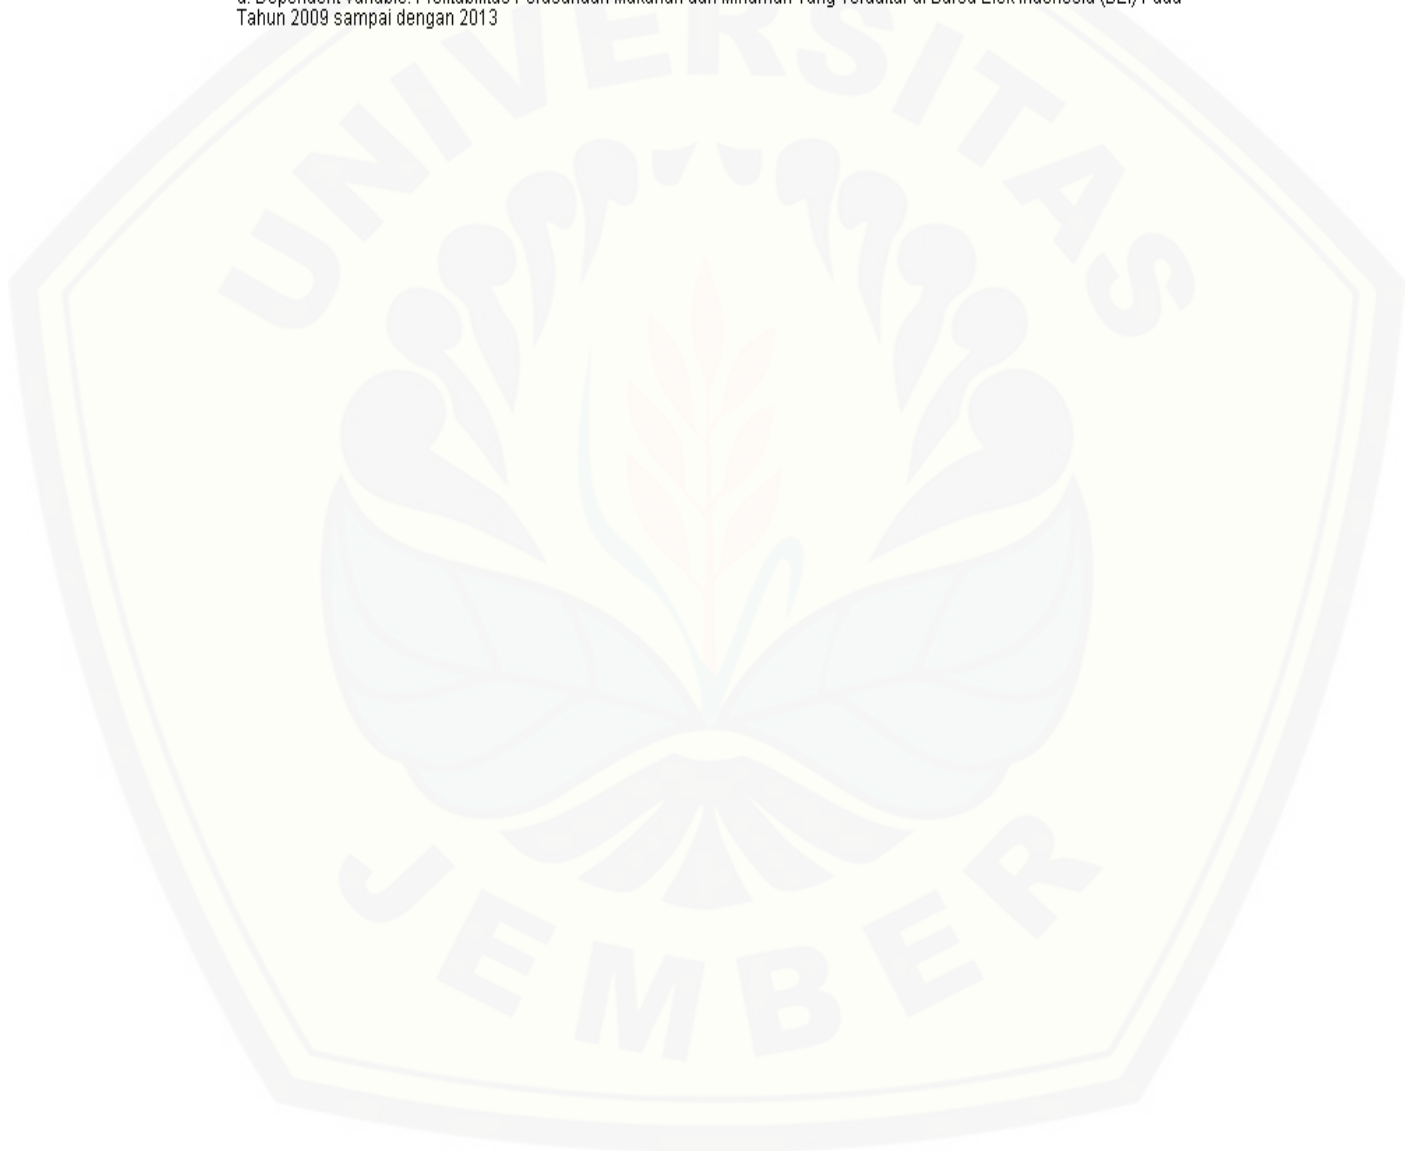 a. Dependent Variable: Profitabilitas Perusahaan Makanan dan Minuman Yang Terdaftar di Bursa Efek Indonesia (BEI) Pada
Tahun 2009 sampai dengan 2013
UNIVERSITAS
JEMBER